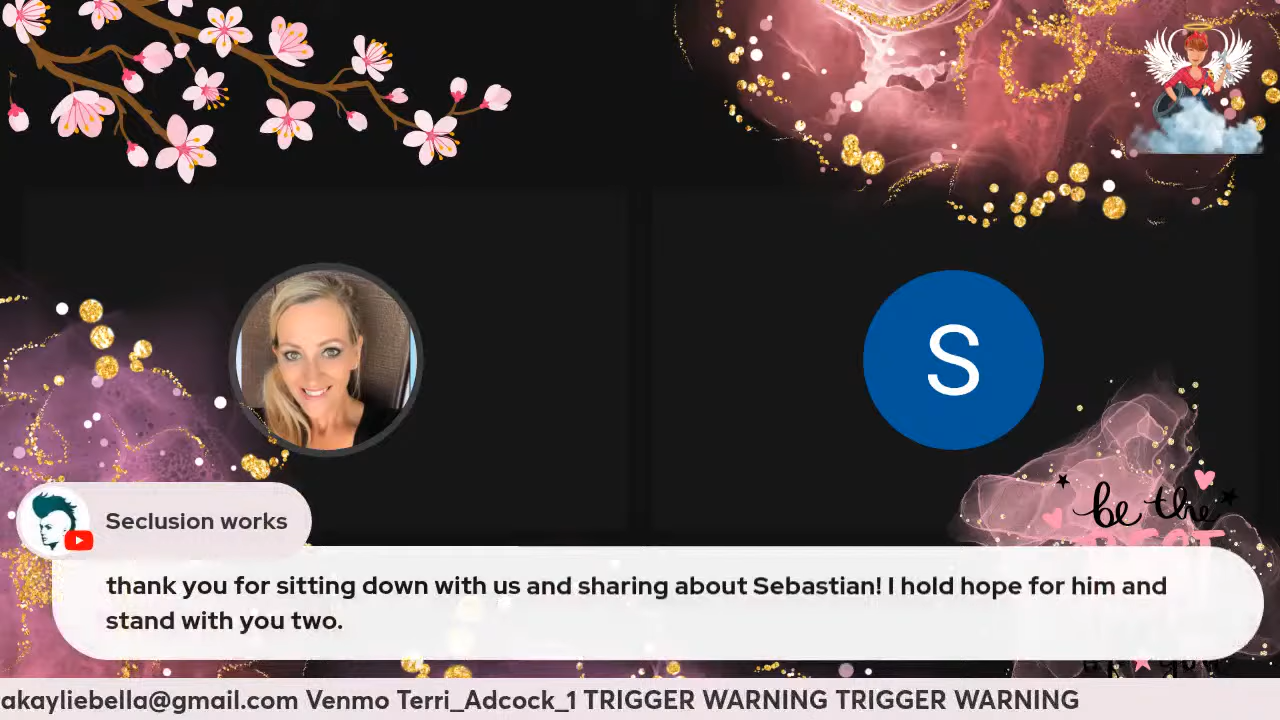 S
be the
Seclusion works
thank you for sitting down with us and sharing about Sebastian! I hold hope for him and
stand with you two.
akayliebella@gmail.com Venmo Terri_Adcock_1 TRIGGER WARNING TRIGGER WARNING